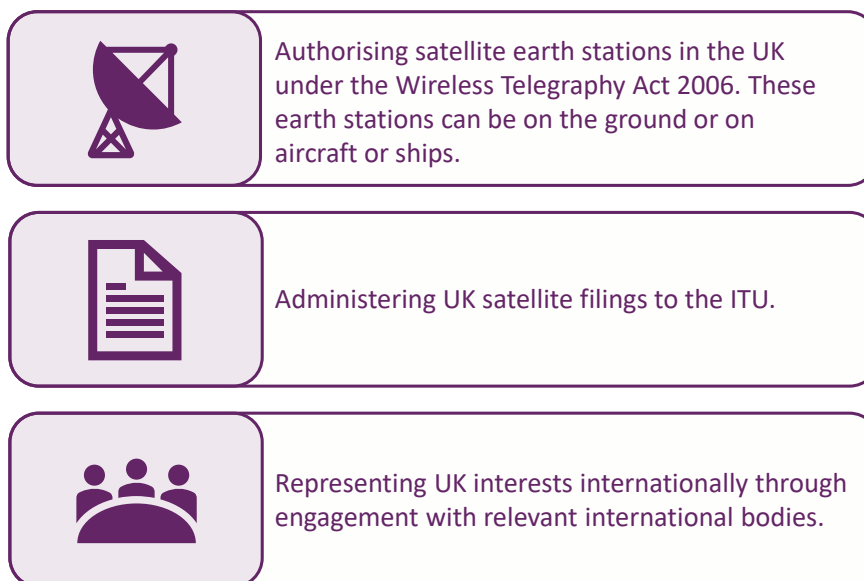 Authorising satellite earth stations in the UK
under the Wireless Telegraphy Act 2006. These
earth stations can be on the ground or on
aircraft or ships.
Administering UK satellite filings to the ITU.
Representing UK interests internationally through
engagement with relevant international bodies.